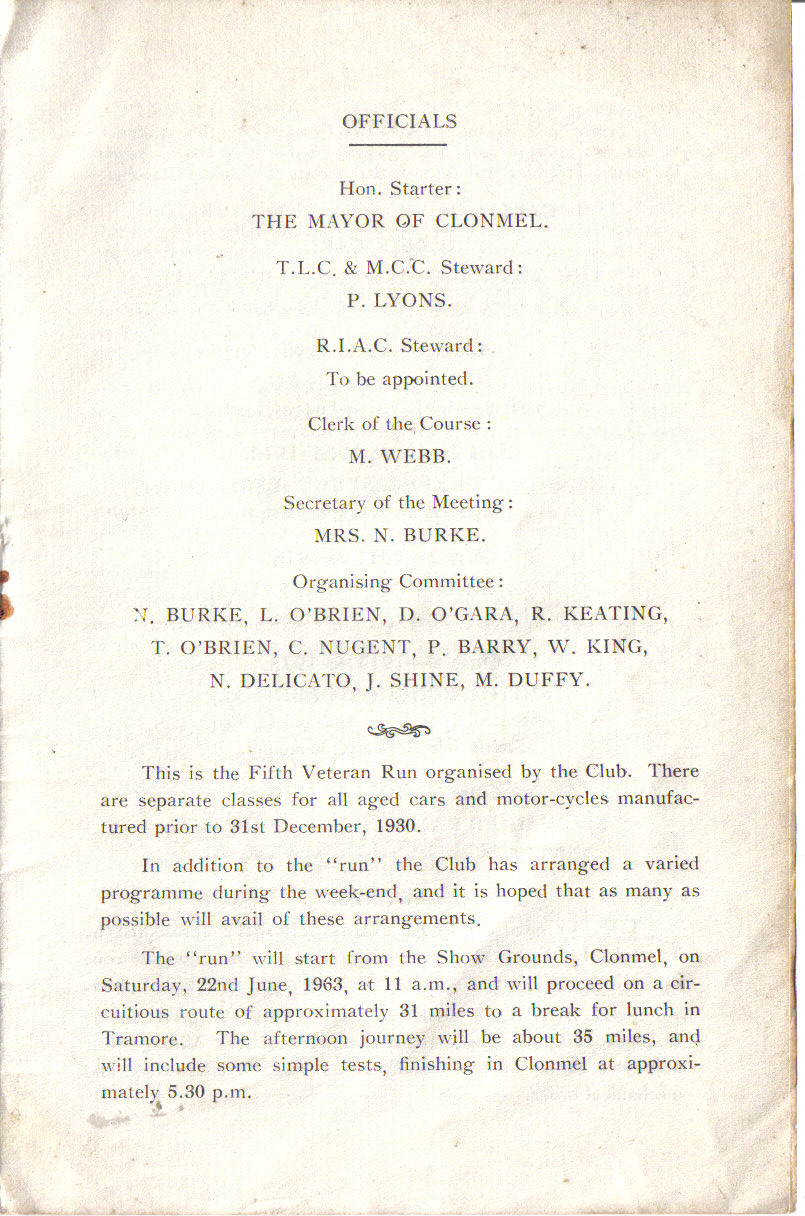 OFFICIALS
Hon. Starter :
THE MAYOR OF CLONMEL.
T.L.C. & M.C.C. Steward :
P. LYONS.
R.I.A.C. Steward :
To be appointed.
Clerk of the Course :
M. WEBB.
Secretary of the Meeting :
MRS. N. BURKE.
Organising Committee :
N. BURKE, L. O'BRIEN, D. O'GARA, R. KEATING,
T. O'BRIEN, C. NUGENT, P. BARRY, W. KING,
N. DELICATO, J. SHINE, M. DUFFY.
This is the Fifth Veteran Run organised by the Club. There
are separate classes for all aged cars and motor-cycles manufac-
tured prior to 31st December, 1930.
In addition to the "run" the Club has arranged a varied
programme during the week-end, and it is hoped that as many as
possible will avail of these arrangements.
The "run" will start from the Show Grounds, Clonmel, on
Saturday, 22nd June, 1963, at 11 a.m., and will proceed on a cir-
cuitious route of approximately 31 miles to a break for lunch in
Tramore. The afternoon journey will be about 35 miles, and
will include some simple tests, finishing in Clonmel at approxi-
mately 5.30 p.m.